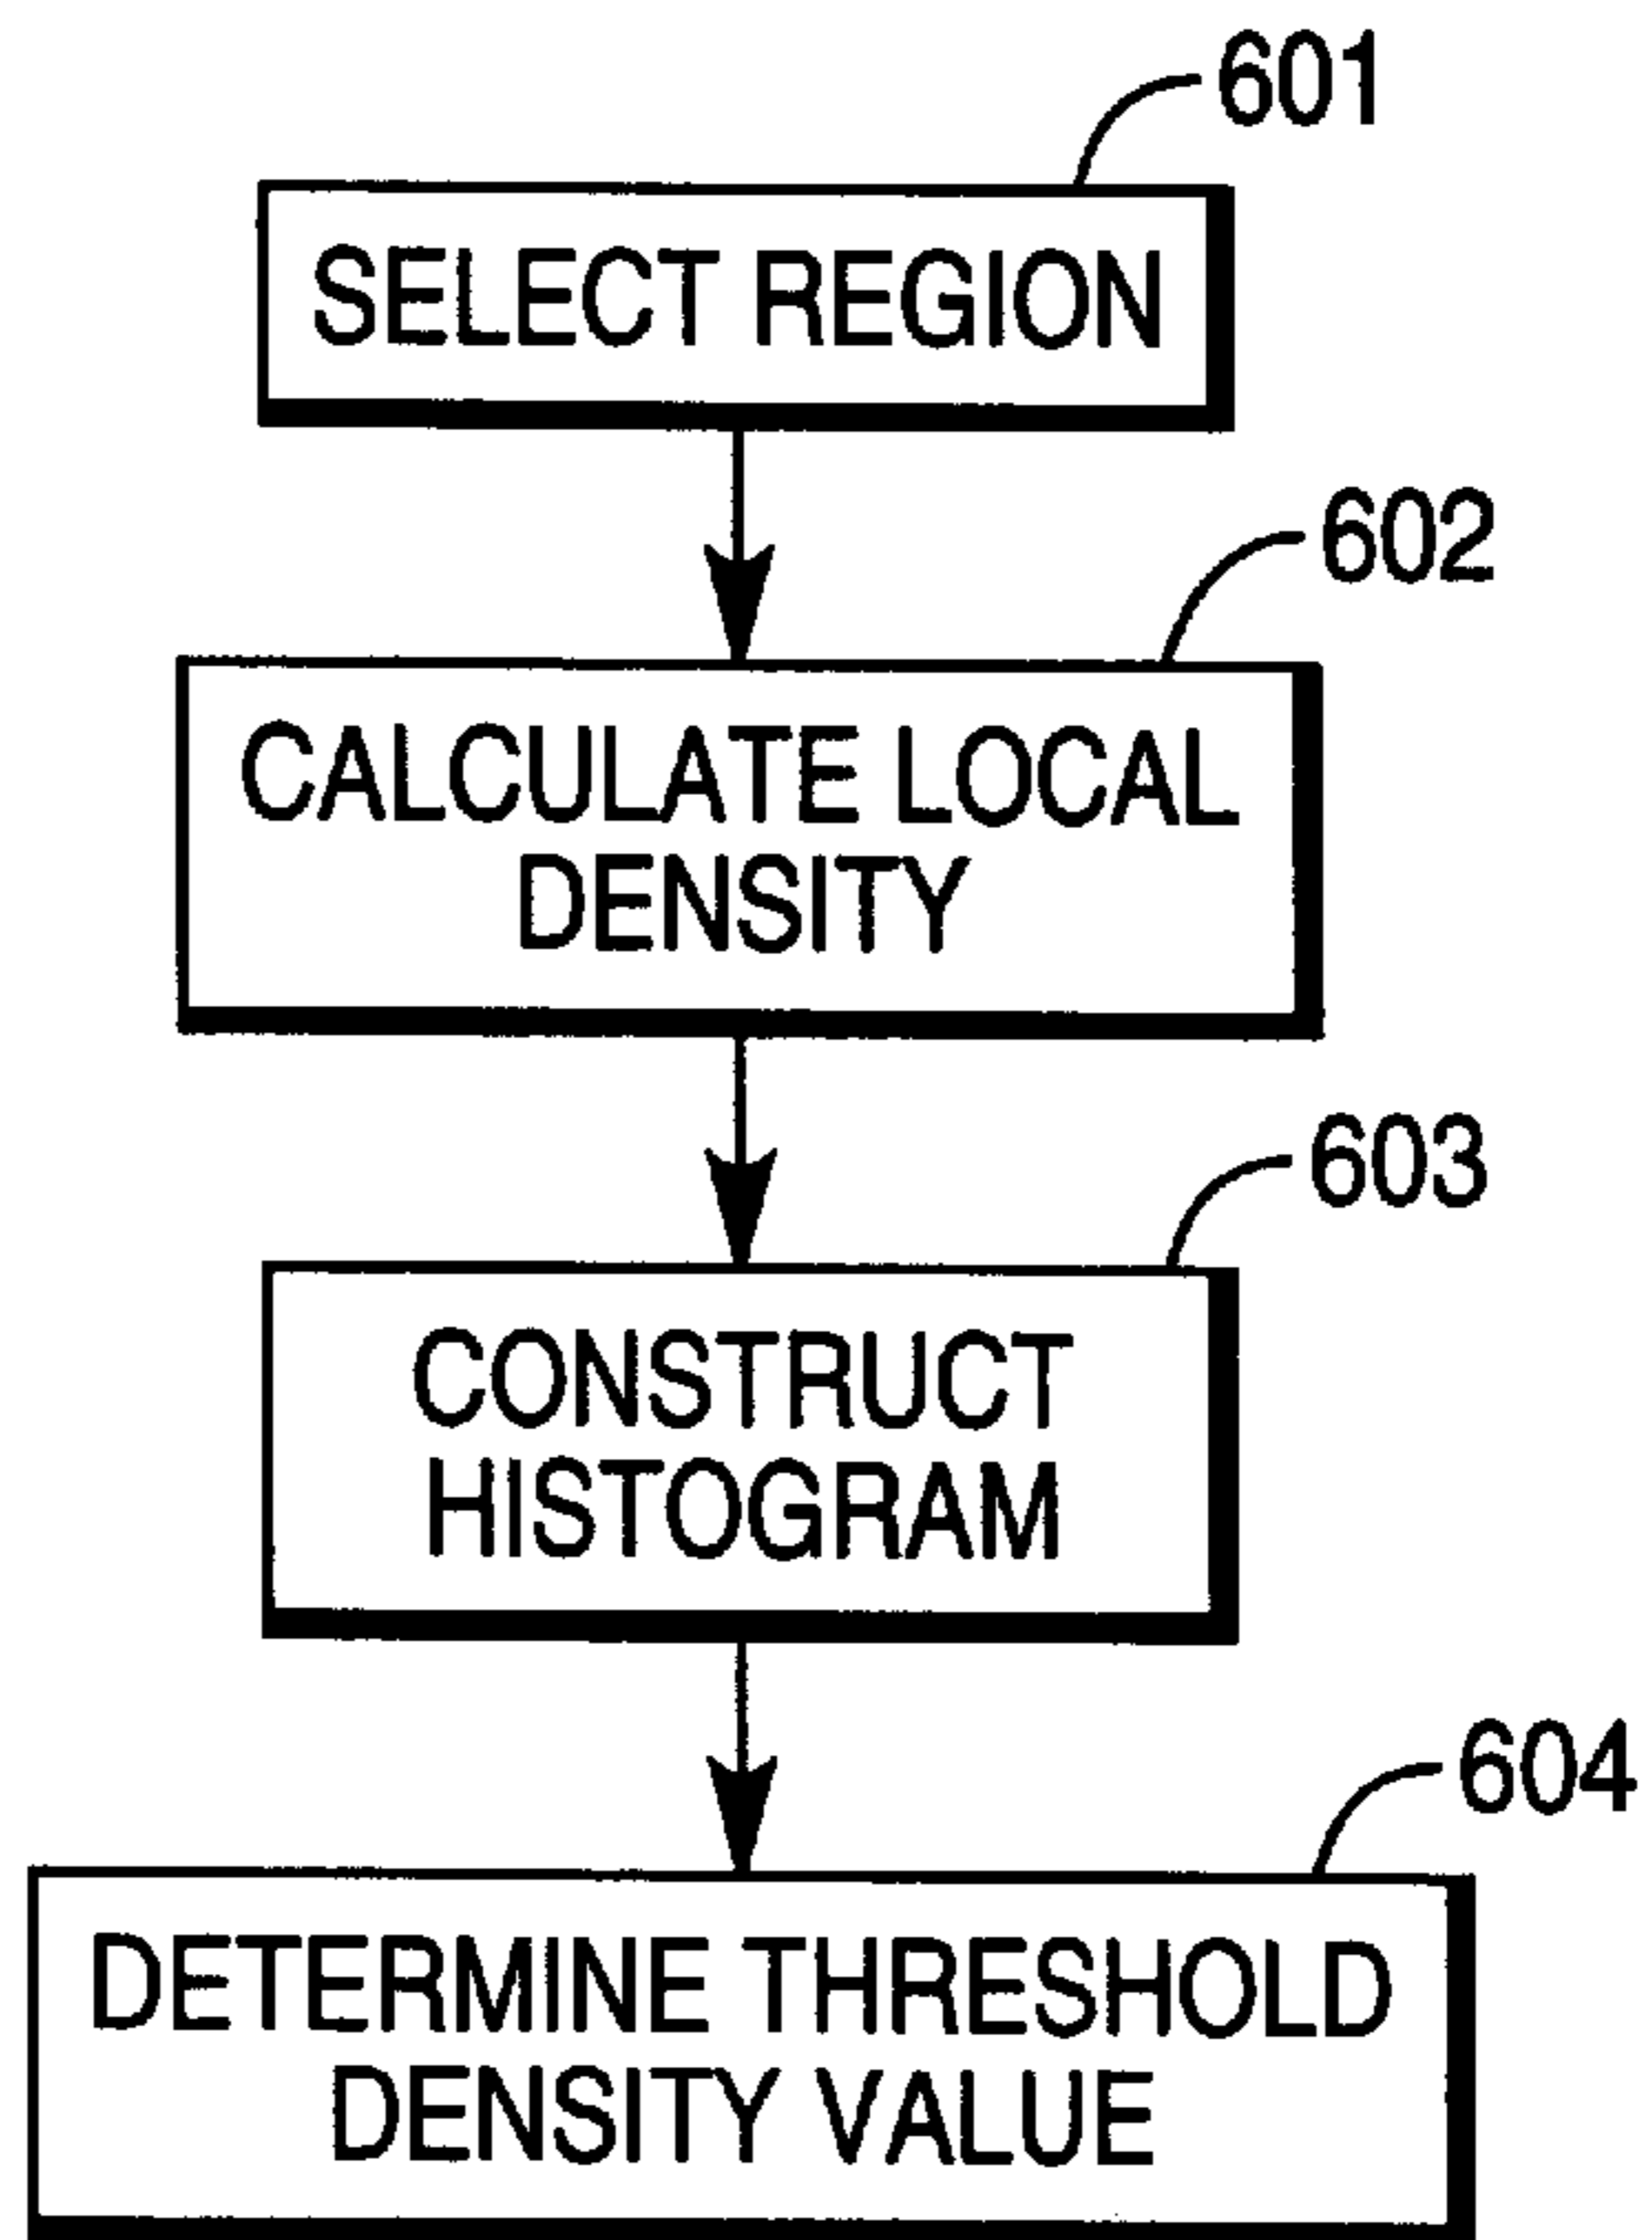 601
SELECT REGION
602
CALCULATE LOCAL
DENSITY
603
CONSTRUCT
HISTOGRAM
604
DETERMINE THRESHOLD
DENSITY VALUE